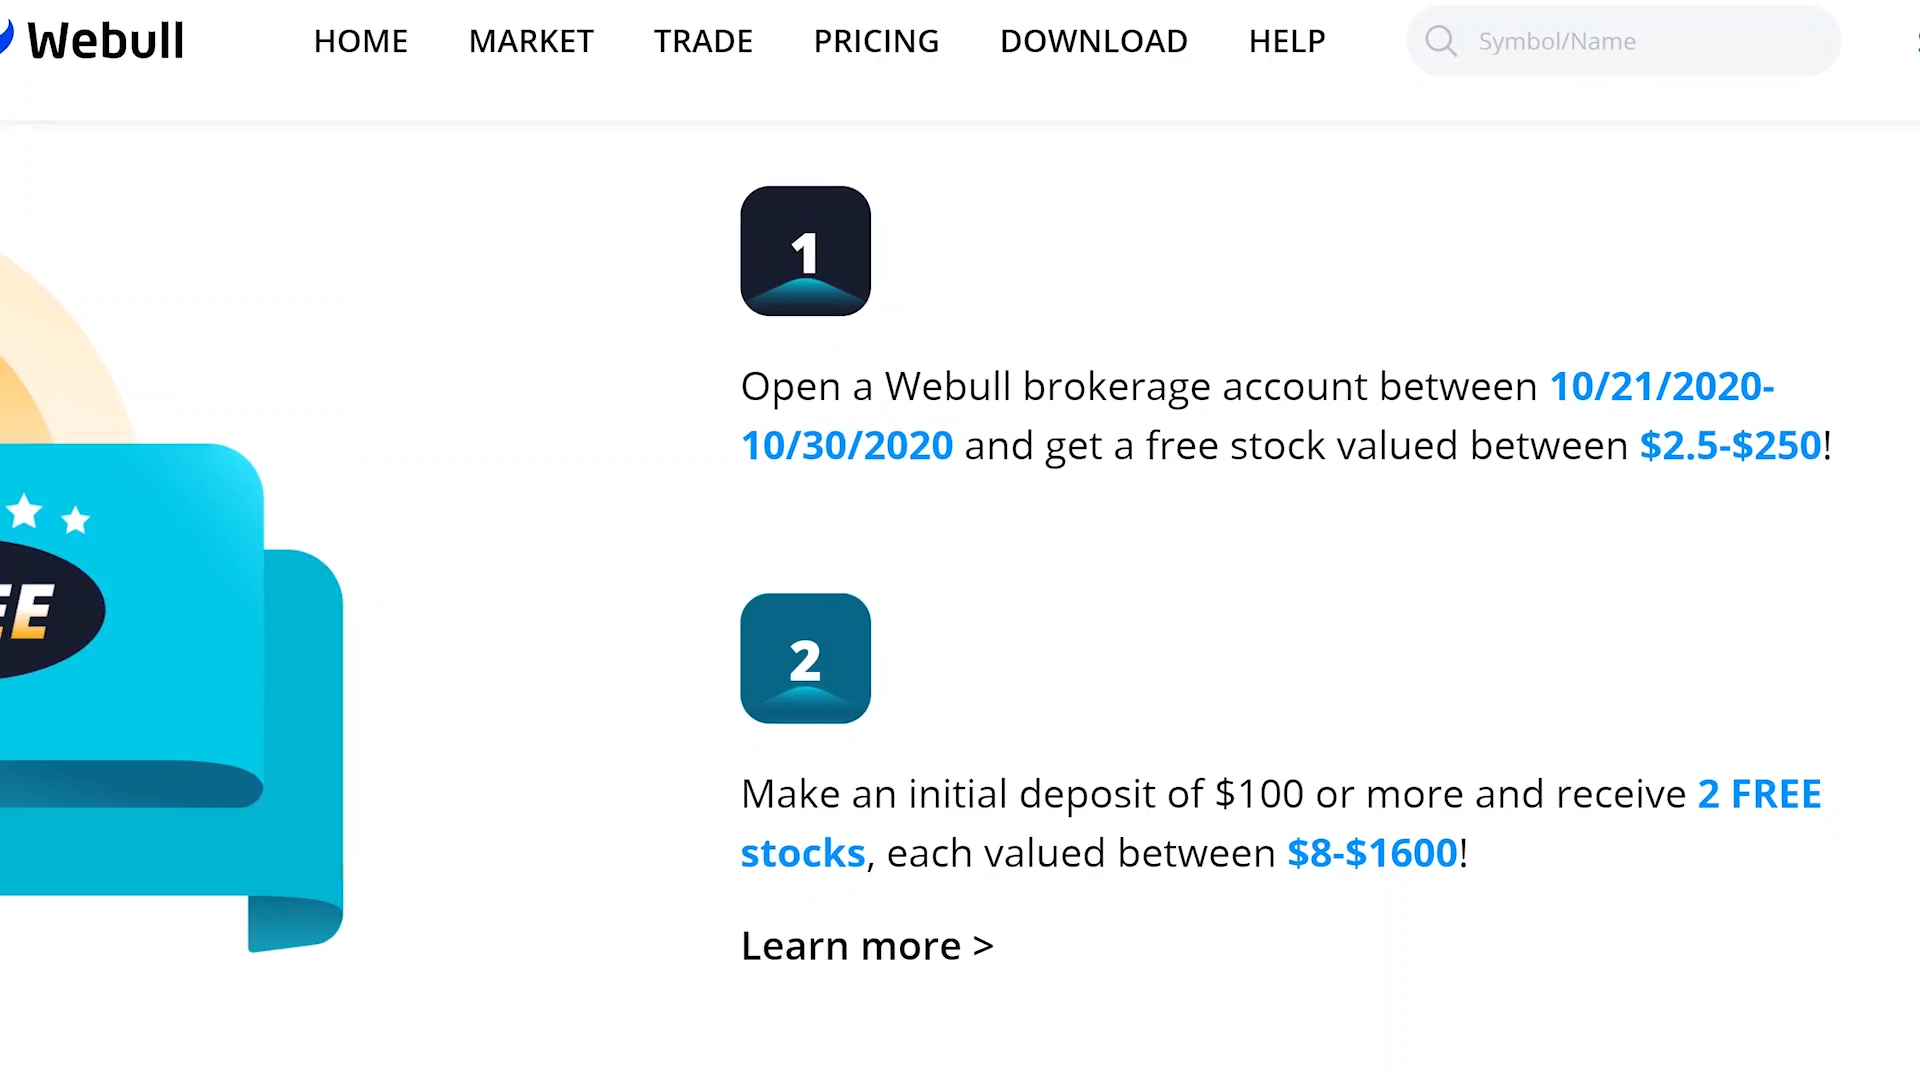 Webull
HOME MARKET TRADE PRICING DOWNLOAD HELP Symbol/Name
1
Open a Webull brokerage account between 10/21/2020-
10/30/2020 and get a free stock valued between $2.5-$250!
EE
2
Make an initial deposit of $100 or more and receive 2 FREE
stocks, each valued between $8-$1600!
Learn more >